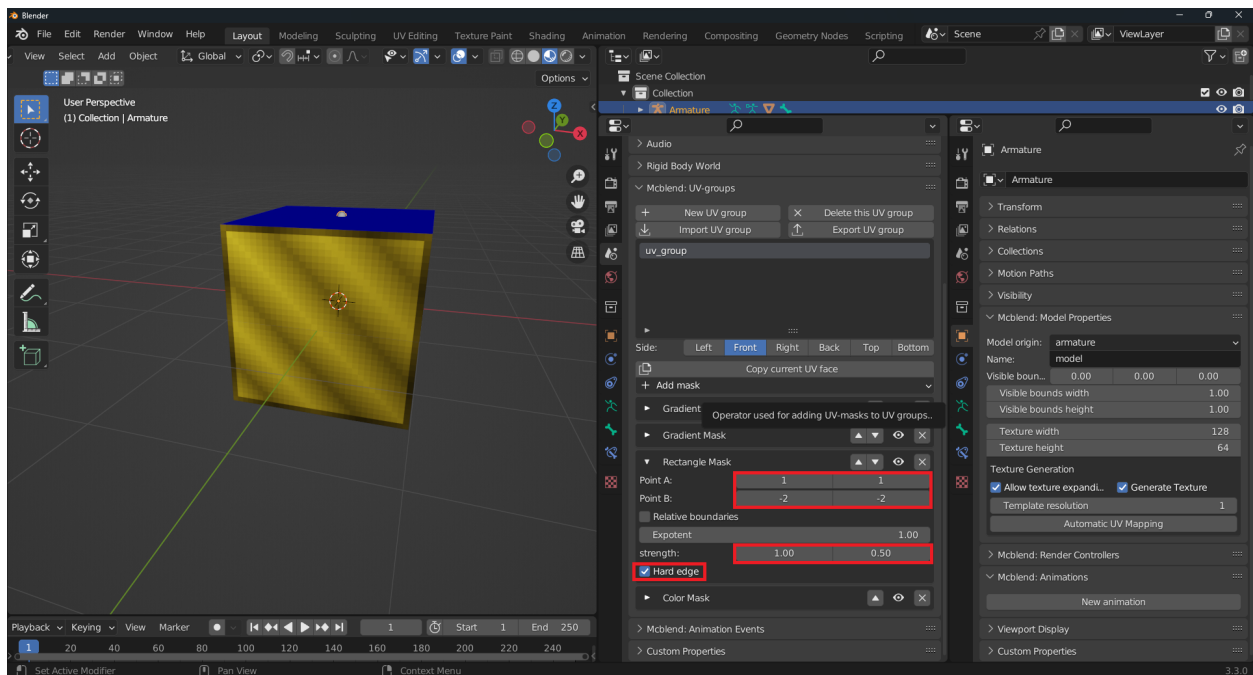 Blender
File Edit Render Window Help Layout Modeling Sculpting UV Editing Texture Paint Shading Animation Rendering Compositing Geometry Nodes Scripting Scene ViewLayer
View Select Add Object Global
Options
User Perspective
(1) Collection | Armature
Z
Y
X
Scene Collection
Collection
Armature
Audio
Rigid Body World
Mcblend: UV-groups
New UV group Delete this UV group
Import UV group Export UV group
uv_group
Side: Left Front Right Back Top Bottom
Copy current UV face
Add mask
Gradient
Operator used for adding UV-masks to UV groups..
Gradient Mask
Rectangle Mask
Point A: 1 1
Point B: -2 -2
Relative boundaries
Expotent 1.00
strength: 1.00 0.50
Hard edge
Color Mask
Mcblend: Animation Events
Custom Properties
Armature
Armature
Transform
Relations
Collections
Motion Paths
Visibility
Mcblend: Model Properties
Model origin: armature
Name: model
Visible boun... 0.00 0.00 0.00
Visible bounds width 1.00
Visible bounds height 1.00
Texture width 128
Texture height 64
Texture Generation
Allow texture expandi... Generate Texture
Template resolution 1
Automatic UV Mapping
Mcblend: Render Controllers
Mcblend: Animations
New animation
Viewport Display
Custom Properties
Playback Keying View Marker 1 Start 1 End 250
1 20 40 60 80 100 120 140 160 180 200 220 240
Set Active Modifier Pan View Context Menu 3.3.0